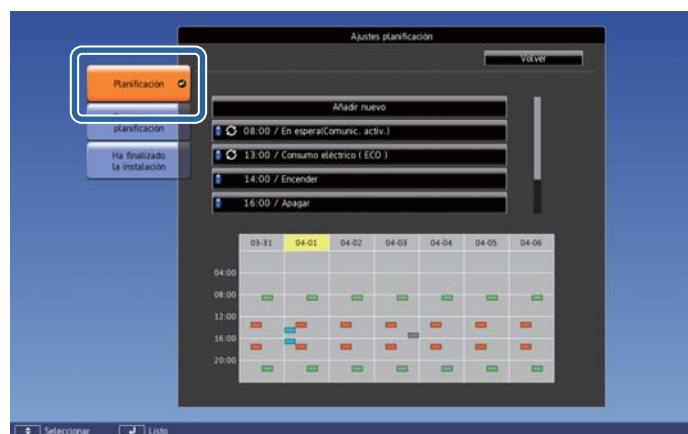 Ajustes planificación
Volver
Planificación
planificación
Ha finalizado
la instalación
Añadir nuevo
08:00 / En espera(Comunic. activ.)
13:00 / Consumo eléctrico ( ECO )
14:00 / Encender
16:00 / Apagar
03-31 04-01 04-02 04-03 04-04 04-05 04-06
04:00
08:00
12:00
16:00
20:00
Seleccionar Listo